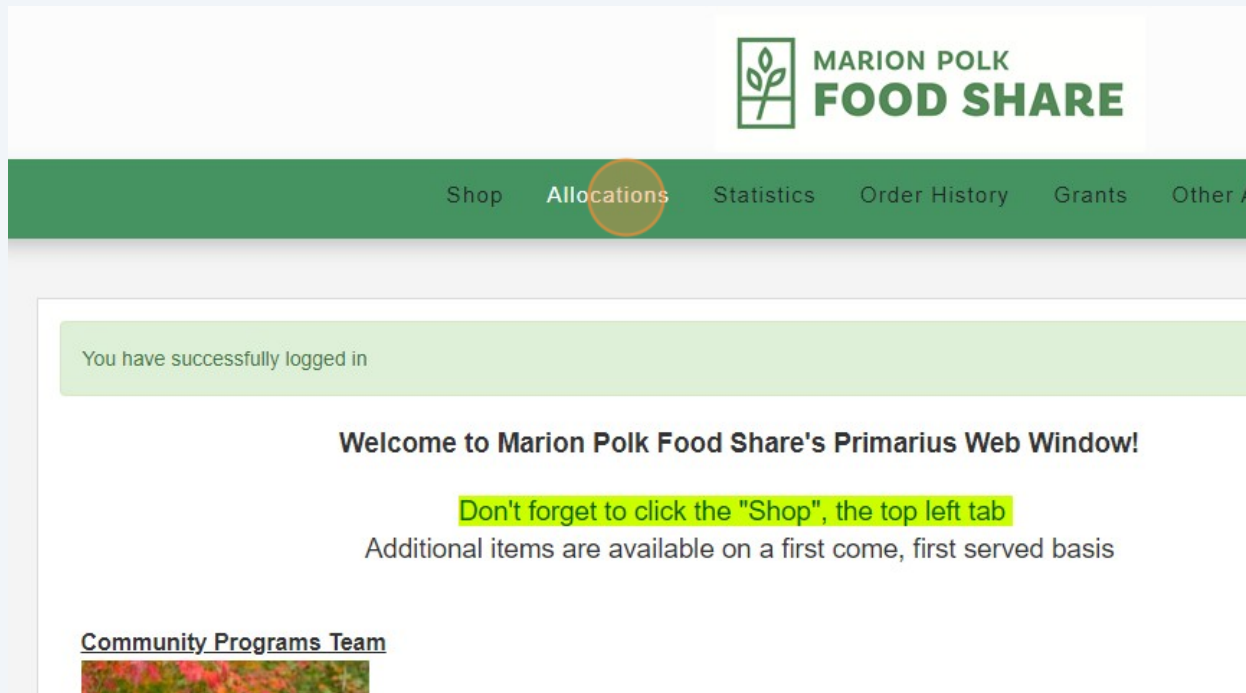 MARION POLK
FOOD SHARE
Shop Allocations Statistics Order History Grants Other A
You have successfully logged in
Welcome to Marion Polk Food Share's Primarius Web Window!
Don't forget to click the "Shop", the top left tab
Additional items are available on a first come, first served basis
Community Programs Team